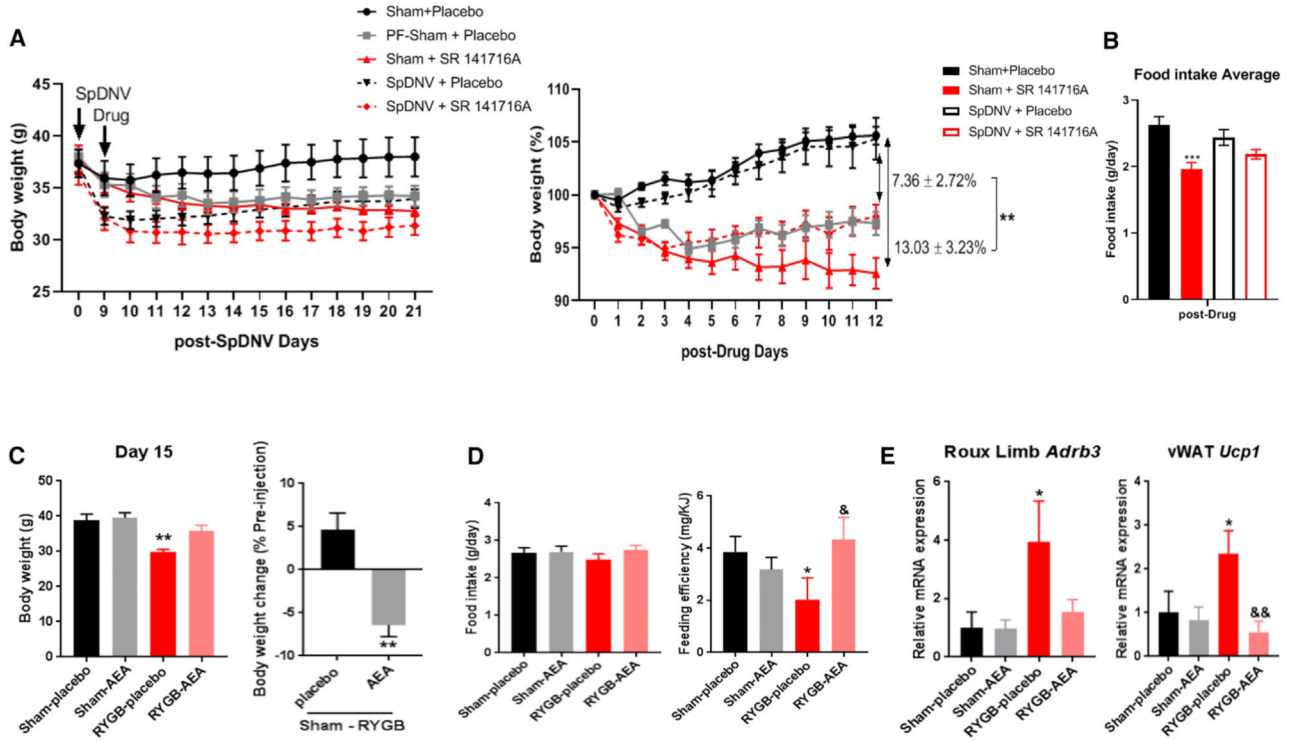 A
Sham+Placebo
PF-Sham + Placebo
Sham + SR 141716A
SpDNV + Placebo
SpDNV + SR 141716A
SpDNV
Drug
Body weight (g)
45
40
35
30
25
0 9 10 11 12 13 14 15 16 17 18 19 20 21
post-SpDNV Days
Body weight (%)
110
105
100
95
90
0 1 2 3 4 5 6 7 8 9 10 11 12
post-Drug Days
7.36 ± 2.72%
13.03 ± 3.23%
**
Sham+Placebo
Sham + SR 141716A
SpDNV + Placebo
SpDNV + SR 141716A
B
Food intake Average
Food intake (g/day)
3
2
1
0
***
post-Drug
C
Day 15
Body weight (g)
50
40
30
20
10
0
**
Sham-placebo
Sham-AEA
RYGB-placebo
RYGB-AEA
Body weight change (% Pre-injection)
10
5
0
-5
-10
**
placebo
AEA
Sham - RYGB
D
Food intake (g/day)
4
3
2
1
0
Sham-placebo
Sham-AEA
RYGB-placebo
RYGB-AEA
Feeding efficiency (mg/KJ)
6
4
2
0
*
&
Sham-placebo
Sham-AEA
RYGB-placebo
RYGB-AEA
E
Roux Limb Adrb3
Relative mRNA expression
6
4
2
0
*
Sham-placebo
Sham-AEA
RYGB-placebo
RYGB-AEA
vWAT Ucp1
Relative mRNA expression
4
3
2
1
0
*
&&
Sham-placebo
Sham-AEA
RYGB-placebo
RYGB-AEA